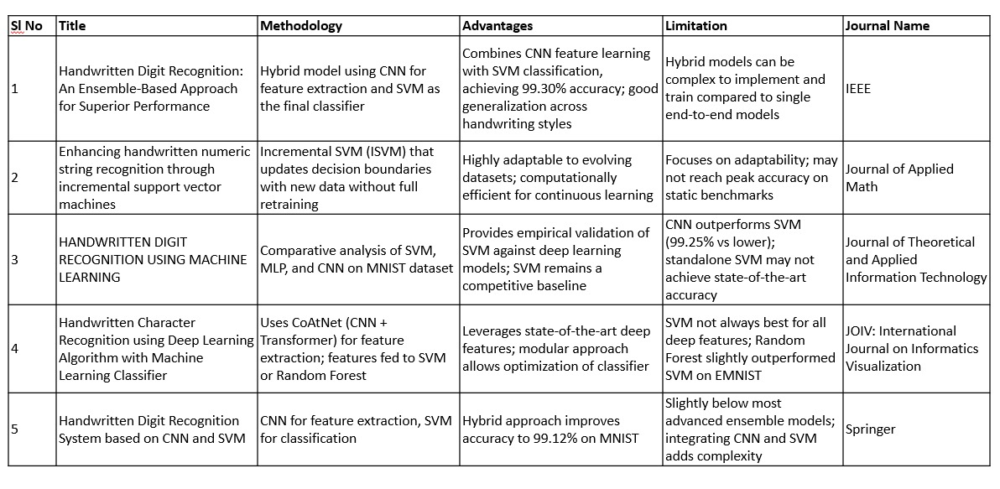 Sl No Title Methodology Advantages Limitation Journal Name
1
Handwritten Digit Recognition:
An Ensemble-Based Approach
for Superior Performance
Hybrid model using CNN for
feature extraction and SVM as
the final classifier
Combines CNN feature learning
with SVM classification,
achieving 99.30% accuracy; good
generalization across
handwriting styles
Hybrid models can be
complex to implement and
train compared to single
end-to-end models
IEEE
2
Enhancing handwritten numeric
string recognition through
incremental support vector
machines
Incremental SVM (ISVM) that
updates decision boundaries
with new data without full
retraining
Highly adaptable to evolving
datasets; computationally
efficient for continuous learning
Focuses on adaptability; may
not reach peak accuracy on
static benchmarks
Journal of Applied
Math
3
HANDWRITTEN DIGIT
RECOGNITION USING MACHINE
LEARNING
Comparative analysis of SVM,
MLP, and CNN on MNIST dataset
Provides empirical validation of
SVM against deep learning
models; SVM remains a
competitive baseline
CNN outperforms SVM
(99.25% vs lower);
standalone SVM may not
achieve state-of-the-art
accuracy
Journal of Theoretical
and Applied
Information Technology
4
Handwritten Character
Recognition using Deep Learning
Algorithm with Machine
Learning Classifier
Uses CoAtNet (CNN +
Transformer) for feature
extraction; features fed to SVM
or Random Forest
Leverages state-of-the-art deep
features; modular approach
allows optimization of classifier
SVM not always best for all
deep features; Random
Forest slightly outperformed
SVM on EMNIST
JOIV: International
Journal on Informatics
Visualization
5
Handwritten Digit Recognition
System based on CNN and SVM
CNN for feature extraction, SVM
for classification
Hybrid approach improves
accuracy to 99.12% on MNIST
Slightly below most
advanced ensemble models;
integrating CNN and SVM
adds complexity
Springer